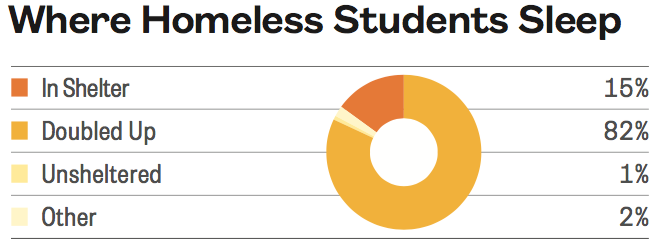 Where Homeless Students Sleep
In Shelter 15%
Doubled Up 82%
Unsheltered 1%
Other 2%